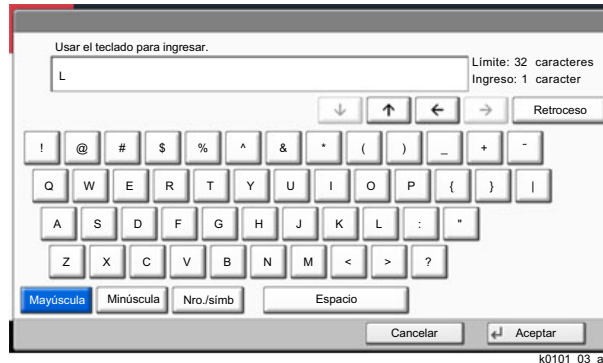 Usar el teclado para ingresar.
L
Límite: 32 caracteres
Ingreso: 1 caracter
Retroceso
! @ # $ % ^ & * ( ) _ + ~
Q W E R T Y U I O P { } |
A S D F G H J K L : "
Z X C V B N M < > ?
Mayúscula Minúscula Nro./símb Espacio
Cancelar Aceptar
k0101_03_a